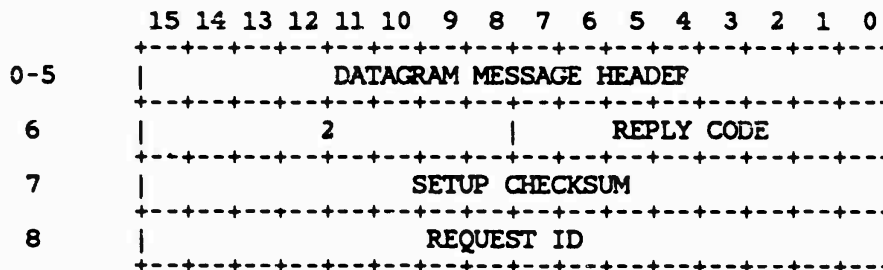 15 14 13 12 11 10 9 8 7 6 5 4 3 2 1 0
+--+--+--+--+--+--+--+--+--+--+--+--+--+--+--+--+
0-5 | DATAGRAM MESSAGE HEADER
+--+--+--+--+--+--+--+--+--+--+--+--+--+--+--+--+
6 | 2 | REPLY CODE
+--+--+--+--+--+--+--+--+--+--+--+--+--+--+--+--+
7 | SETUP CHECKSUM
+--+--+--+--+--+--+--+--+--+--+--+--+--+--+--+--+
8 | REQUEST ID
+--+--+--+--+--+--+--+--+--+--+--+--+--+--+--+--+